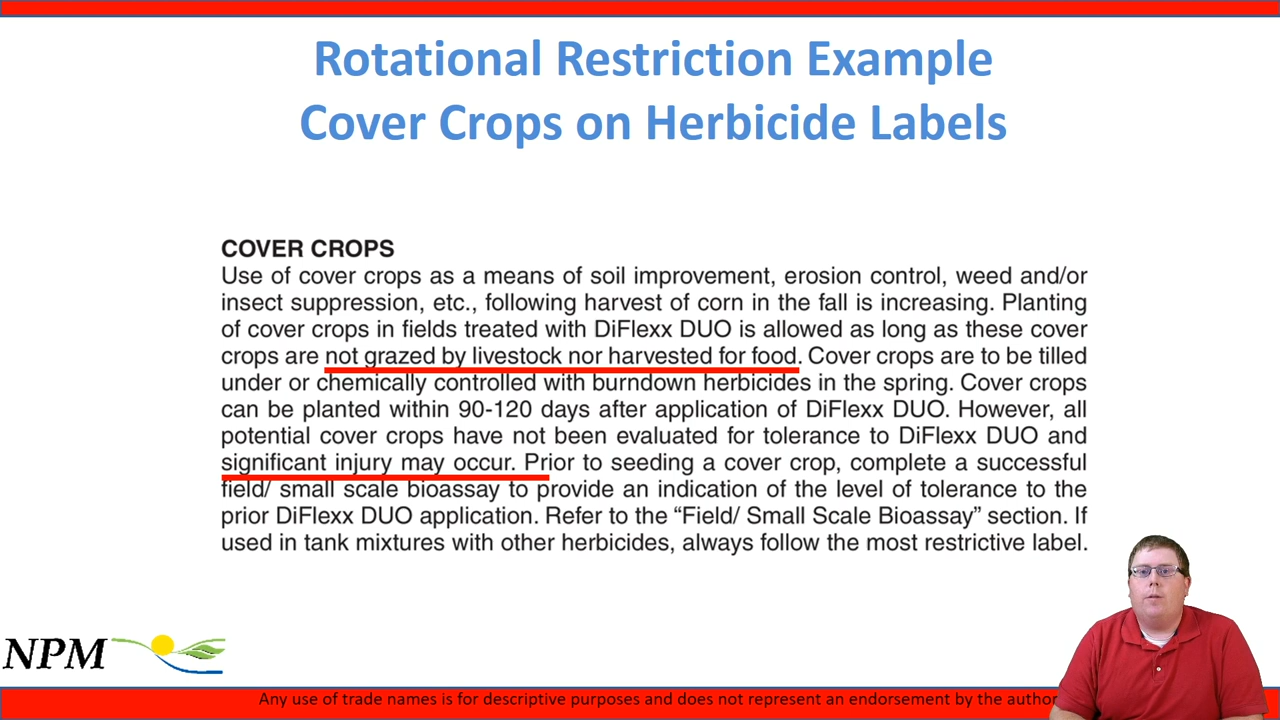 Rotational Restriction Example
Cover Crops on Herbicide Labels
COVER CROPS
Use of cover crops as a means of soil improvement, erosion control, weed and/or
insect suppression, etc., following harvest of corn in the fall is increasing. Planting
of cover crops in fields treated with DiFlexx DUO is allowed as long as these cover
crops are not grazed by livestock nor harvested for food. Cover crops are to be tilled
under or chemically controlled with burndown herbicides in the spring. Cover crops
can be planted within 90-120 days after application of DiFlexx DUO. However, all
potential cover crops have not been evaluated for tolerance to DiFlexx DUO and
significant injury may occur. Prior to seeding a cover crop, complete a successful
field/ small scale bioassay to provide an indication of the level of tolerance to the
prior DiFlexx DUO application. Refer to the “Field/ Small Scale Bioassay” section. If
used in tank mixtures with other herbicides, always follow the most restrictive label.
NPM
Any use of trade names is for descriptive purposes and does not represent an endorsement by the author